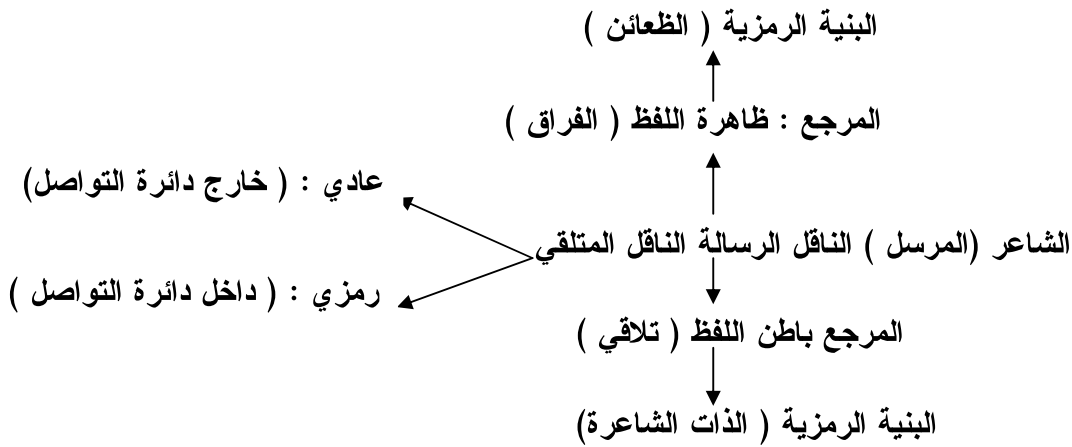 البنية الرمزية ( الظعائن )
المرجع : ظاهرة اللفظ ( الفراق )
عادي : ( خارج دائرة التواصل)
الشاعر (المرسل ) الناقل الرسالة الناقل المتلقي
رمزي : ( داخل دائرة التواصل )
المرجع باطن اللفظ ( تلاقي )
البنية الرمزية ( الذات الشاعرة)